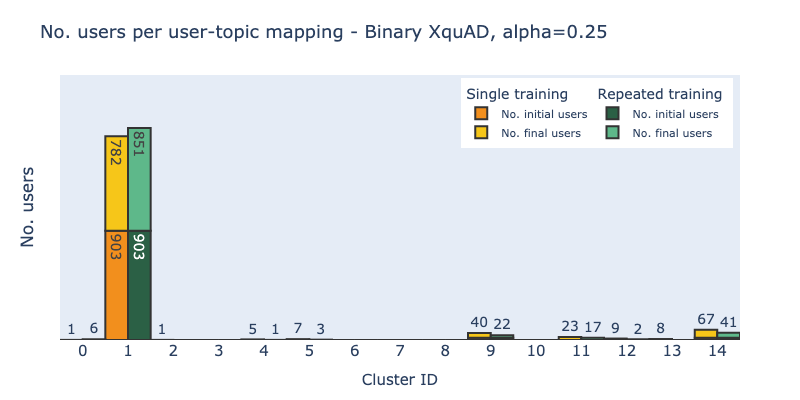 No. users per user-topic mapping - Binary XquAD, alpha=0.25
Single training
No. initial users
No. final users
Repeated training
No. initial users
No. final users
No. users
782
851
903
903
1 6 1 5 1 7 3 40 22 23 17 9 2 8 67 41
0 1 2 3 4 5 6 7 8 9 10 11 12 13 14
Cluster ID